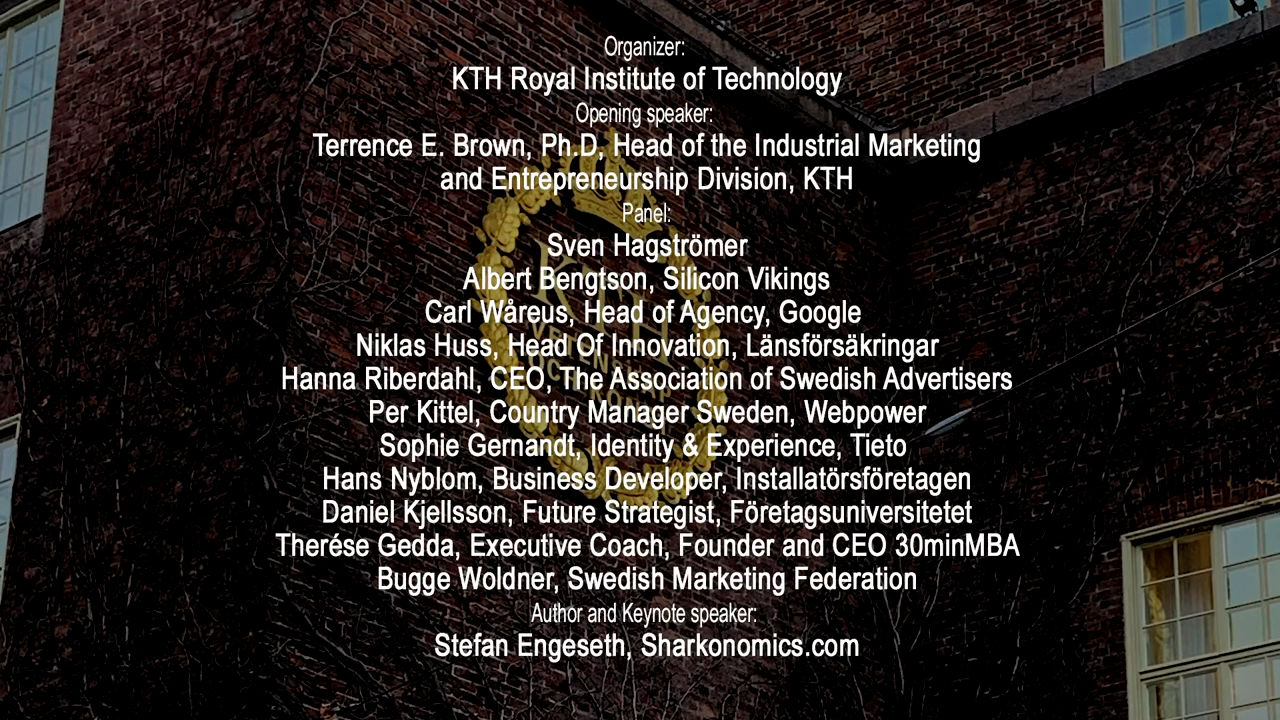 Organizer:
KTH Royal Institute of Technology
Opening speaker:
Terrence E. Brown, Ph.D, Head of the Industrial Marketing
and Entrepreneurship Division, KTH
Panel:
Sven Hagströmer
Albert Bengtson, Silicon Vikings
Carl Wåreus, Head of Agency, Google
Niklas Huss, Head Of Innovation, Länsförsäkringar
Hanna Riberdahl, CEO, The Association of Swedish Advertisers
Per Kittel, Country Manager Sweden, Webpower
Sophie Gernandt, Identity & Experience, Tieto
Hans Nyblom, Business Developer, Installatörsföretagen
Daniel Kjellsson, Future Strategist, Företagsuniversitetet
Therése Gedda, Executive Coach, Founder and CEO 30minMBA
Bugge Woldner, Swedish Marketing Federation
Author and Keynote speaker:
Stefan Engeseth, Sharkonomics.com